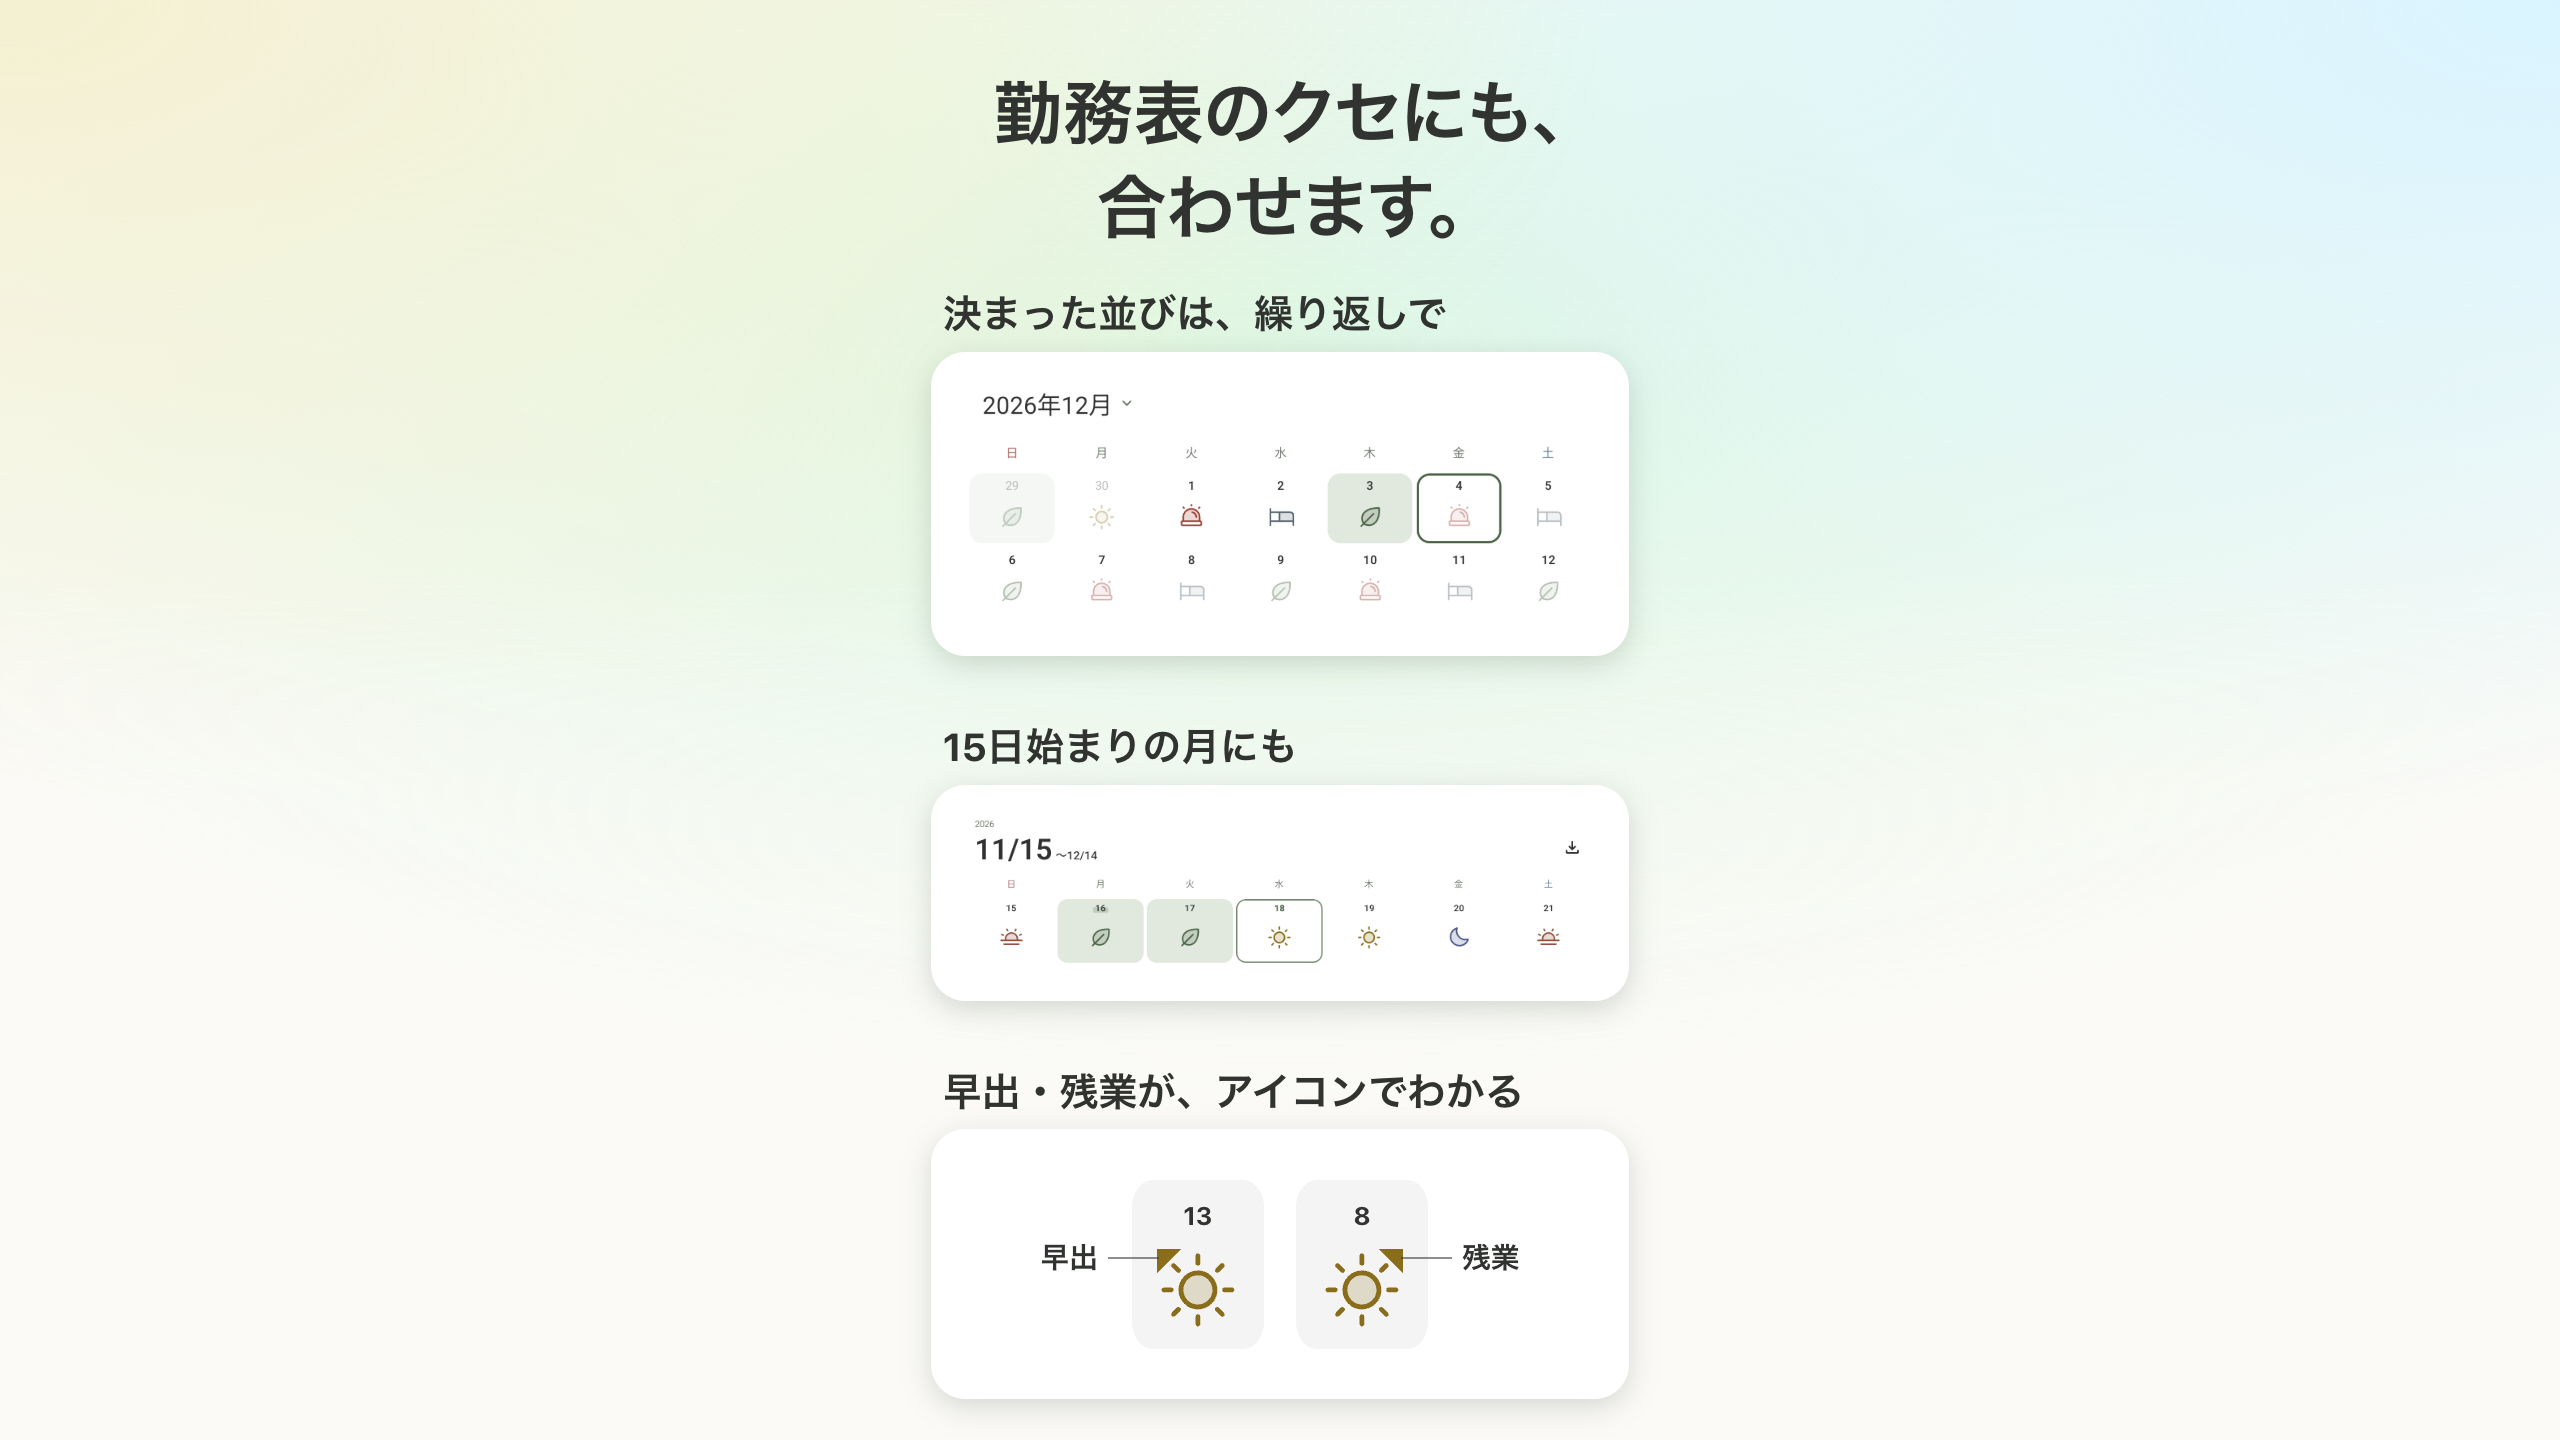 勤務表のクセにも、
合わせます。
決まった並びは、繰り返しで
2026年12月
日 月 火 水 木 金 土
29 30 1 2 3 4 5
6 7 8 9 10 11 12
15日始まりの月にも
2026
11/15 〜12/14
日 月 火 水 木 金 土
15 16 17 18 19 20 21
早出・残業が、アイコンでわかる
13 8
早出 残業